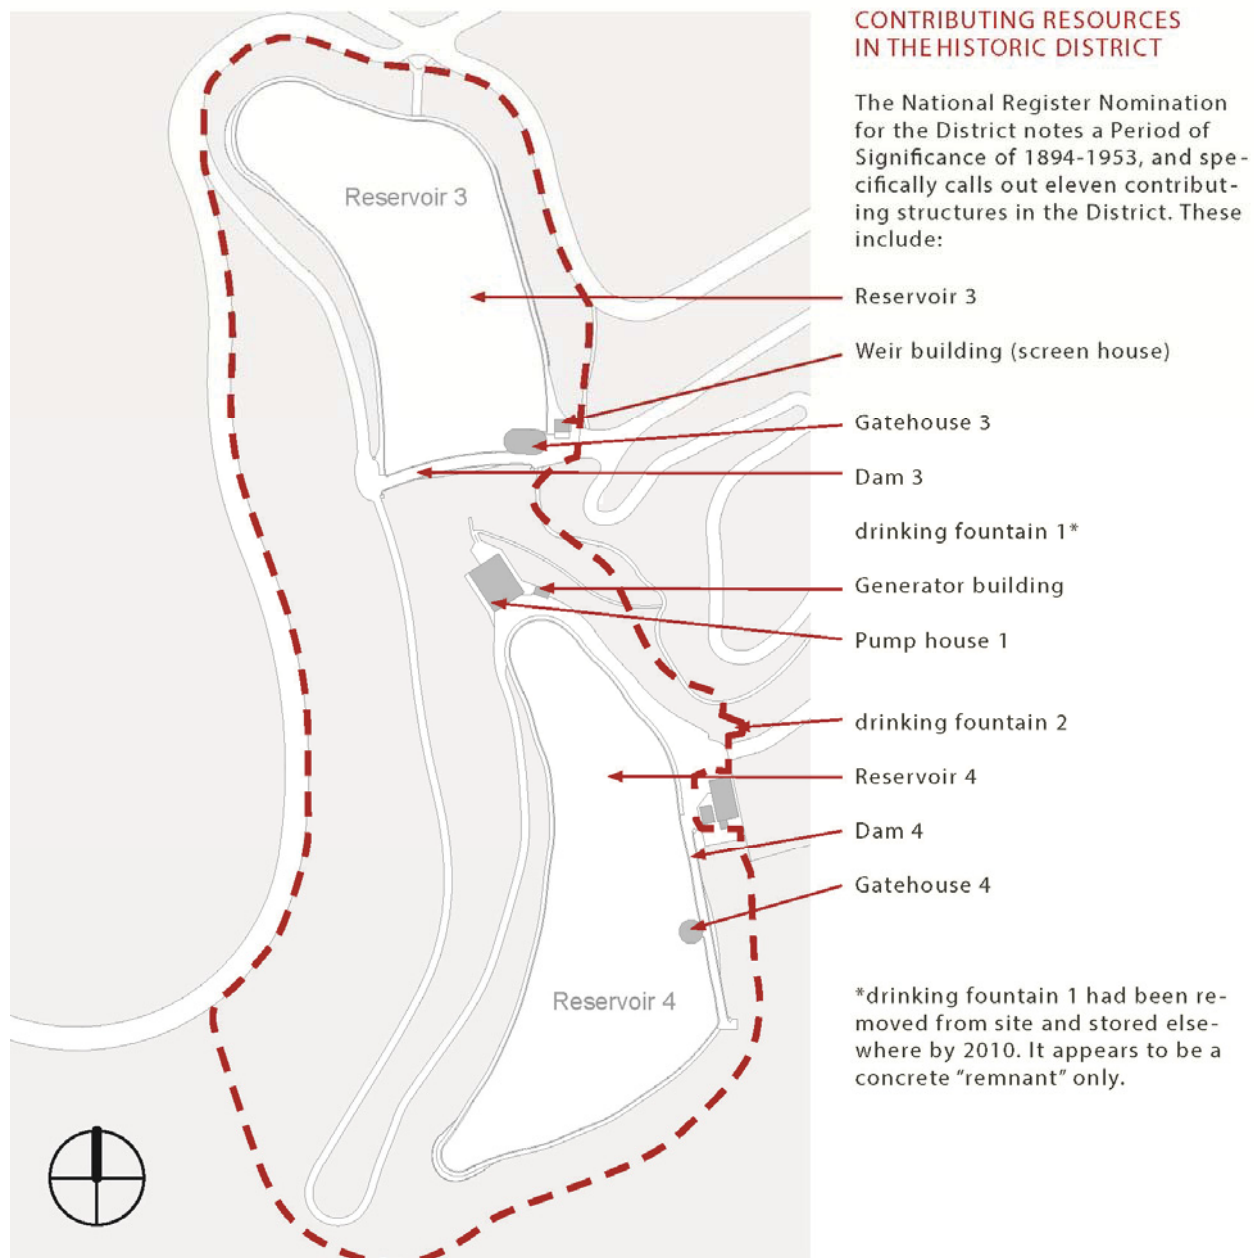 CONTRIBUTING RESOURCES
IN THE HISTORIC DISTRICT
The National Register Nomination
for the District notes a Period of
Significance of 1894-1953, and spe-
cifically calls out eleven contribut-
ing structures in the District. These
include:
Reservoir 3
Reservoir 3
Weir building (screen house)
Gatehouse 3
Dam 3
drinking fountain 1*
Generator building
Pump house 1
drinking fountain 2
Reservoir 4
Dam 4
Gatehouse 4
Reservoir 4
*drinking fountain 1 had been re-
moved from site and stored else-
where by 2010. It appears to be a
concrete “remnant” only.